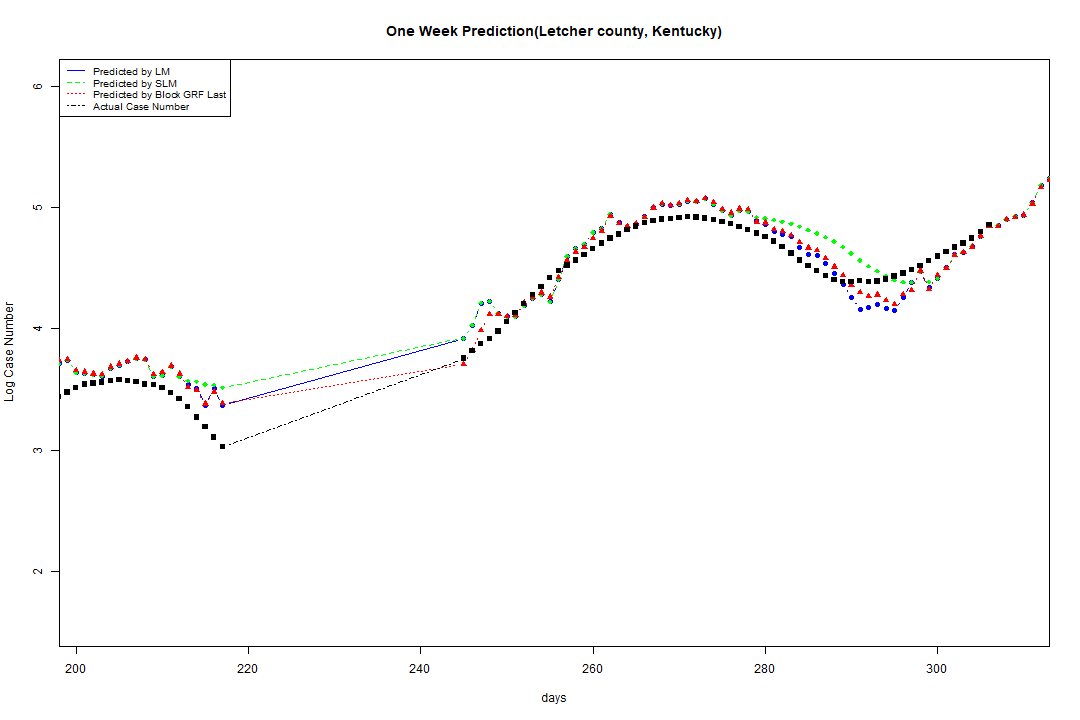 One Week Prediction(Letcher county, Kentucky)
Predicted by LM
Predicted by SLM
Predicted by Block GRF Last
Actual Case Number
6
5
4
3
2
Log Case Number
200 220 240 260 280 300
days